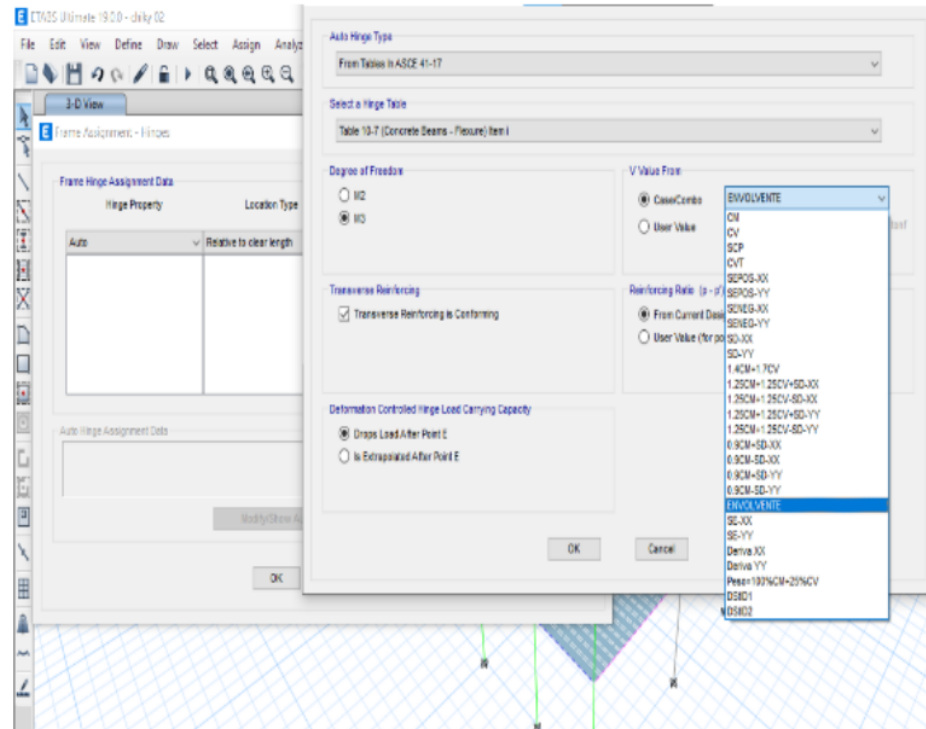 ETABS Ultimate 19.0.0 - chiky 02
File Edit View Define Draw Select Assign Analyz
3-D View
Frame Assignment - Hinges
Frame Hinge Assignment Data
Hinge Property Location Type
Auto Relative to clear length
Auto Hinge Assignment Data
Modify/Show A
OK
Auto Hinge Type
From Tables In ASCE 41-17
Select a Hinge Table
Table 10-7 (Concrete Beams - Flexure) Item i
Degree of Freedom
M2
M3
V Value From
Case/Combo ENVOLVENTE
User Value
Transverse Reinforcing
Transverse Reinforcing is Conforming
Reinforcing Ratio (p - p')
From Current Desi
User Value (for po
Deformation Controlled Hinge Load Carrying Capacity
Drops Load After Point E
Is Extrapolated After Point E
OK Cancel
CM
CV
SCP
CVT
SEPOS-XX
SEPOS-YY
SENEG-XX
SENEG-YY
SD-XX
SD-YY
1.4CM+1.7CV
1.25CM+1.25CV+SD-XX
1.25CM+1.25CV-SD-XX
1.25CM+1.25CV+SD-YY
1.25CM+1.25CV-SD-YY
0.9CM+SD-XX
0.9CM-SD-XX
0.9CM+SD-YY
0.9CM-SD-YY
ENVOLVENTE
SE-XX
SE-YY
Deriva XX
Deriva YY
Peso=100%CM+25%CV
DStlD1
DStlD2